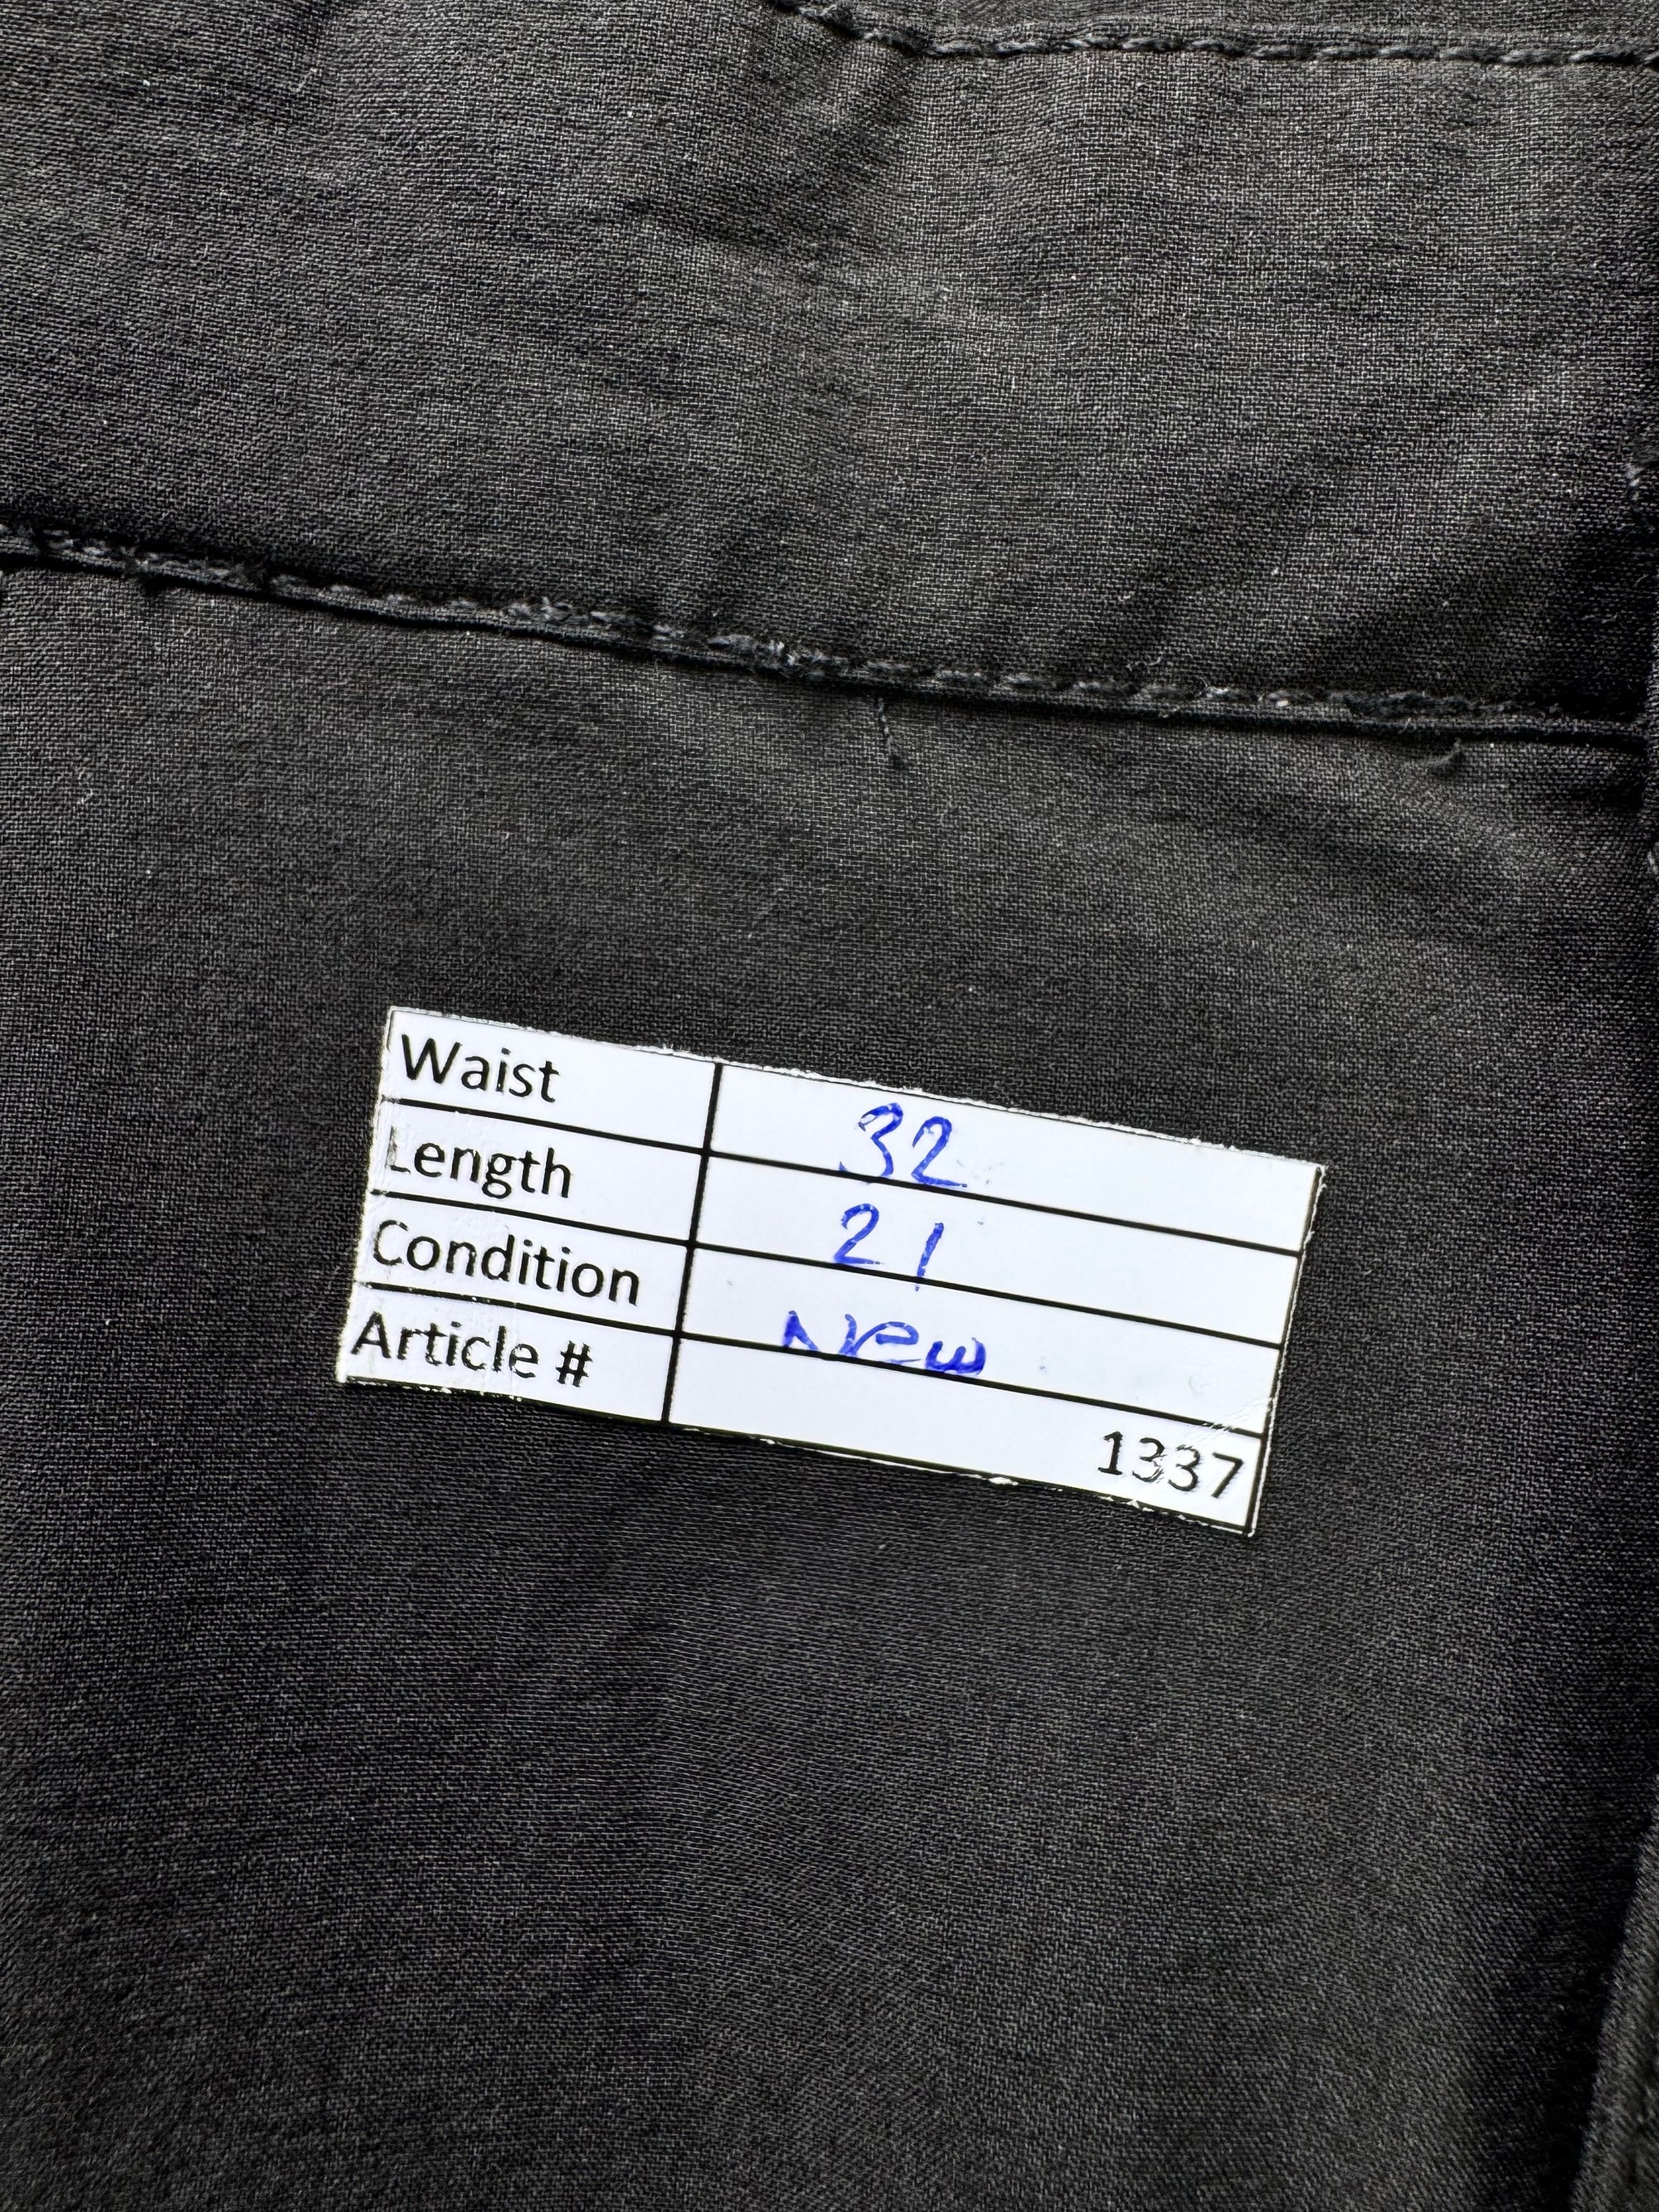 Waist 32
Length 21
Condition New
Article # 1337